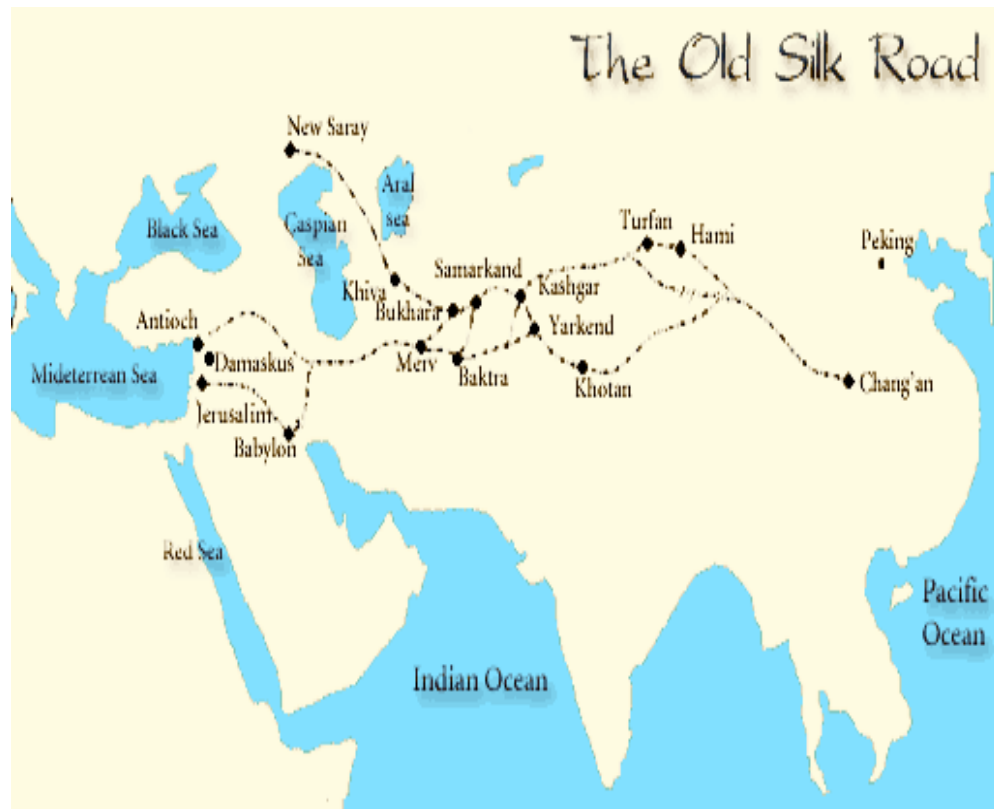 The Old Silk Road
New Saray
Aral
sea
Black Sea
Caspian
Sea
Turfan
Hami
Peking
Samarkand
Khiva
Kashgar
Bukhara
Antioch
Yarkend
Damaskus
Merv
Baktra
Mideterrean Sea
Khotan
Chang'an
Jerusalim
Babylon
Red Sea
Pacific
Ocean
Indian Ocean